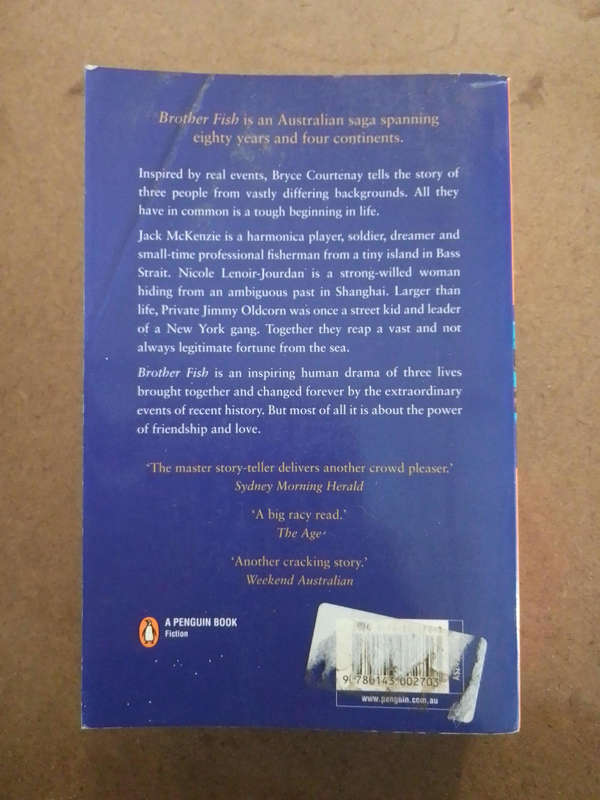 Brother Fish is an Australian saga spanning
eighty years and four continents.
Inspired by real events, Bryce Courtenay tells the story of
three people from vastly differing backgrounds. All they
have in common is a tough beginning in life.
Jack McKenzie is a harmonica player, soldier, dreamer and
small-time professional fisherman from a tiny island in Bass
Strait. Nicole Lenoir-Jourdan is a strong-willed woman
hiding from an ambiguous past in Shanghai. Larger than
life, Private Jimmy Oldcorn was once a street kid and leader
of a New York gang. Together they reap a vast and not
always legitimate fortune from the sea.
Brother Fish is an inspiring human drama of three lives
brought together and changed forever by the extraordinary
events of recent history. But most of all it is about the power
of friendship and love.
‘The master story-teller delivers another crowd pleaser.’
Sydney Morning Herald
‘A big racy read.’
The Age
‘Another cracking story.’
Weekend Australian
A PENGUIN BOOK
Fiction
9 780143 002703
www.penguin.com.au